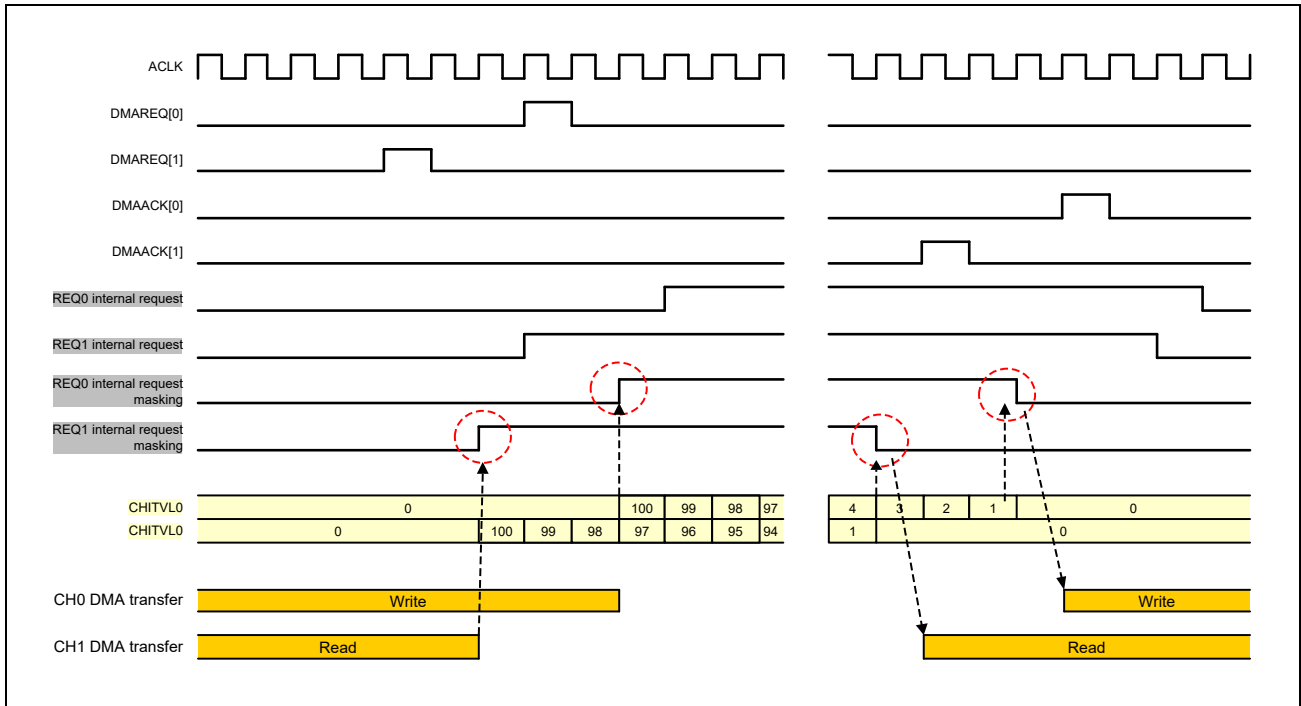 ACLK
DMAREQ[0]
DMAREQ[1]
DMAACK[0]
DMAACK[1]
REQ0 internal request
REQ1 internal request
REQ0 internal request
masking
REQ1 internal request
masking
CHITVL0 0 100 99 98 97 4 3 2 1 0
CHITVL0 0 100 99 98 97 96 95 94 1 0
CH0 DMA transfer Write Write
CH1 DMA transfer Read Read